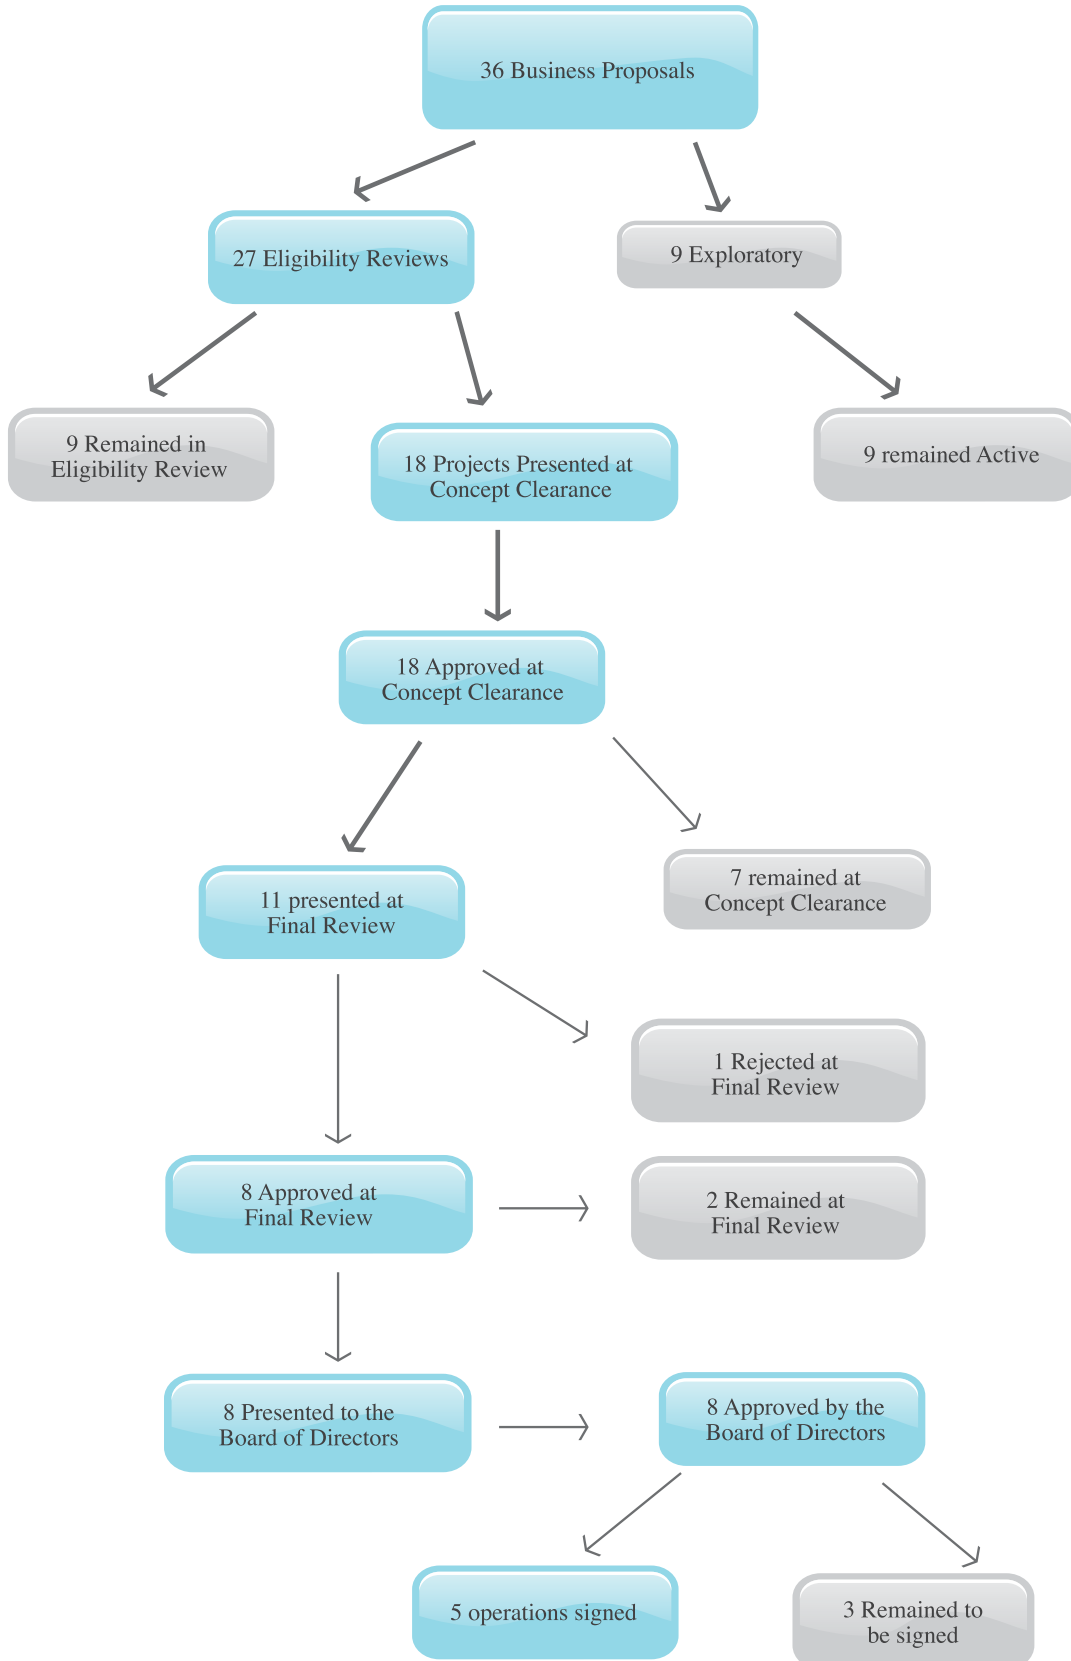 36 Business Proposals
27 Eligibility Reviews
9 Exploratory
9 Remained in
Eligibility Review
18 Projects Presented at
Concept Clearance
9 remained Active
18 Approved at
Concept Clearance
11 presented at
Final Review
7 remained at
Concept Clearance
1 Rejected at
Final Review
8 Approved at
Final Review
2 Remained at
Final Review
8 Presented to the
Board of Directors
8 Approved by the
Board of Directors
5 operations signed
3 Remained to
be signed